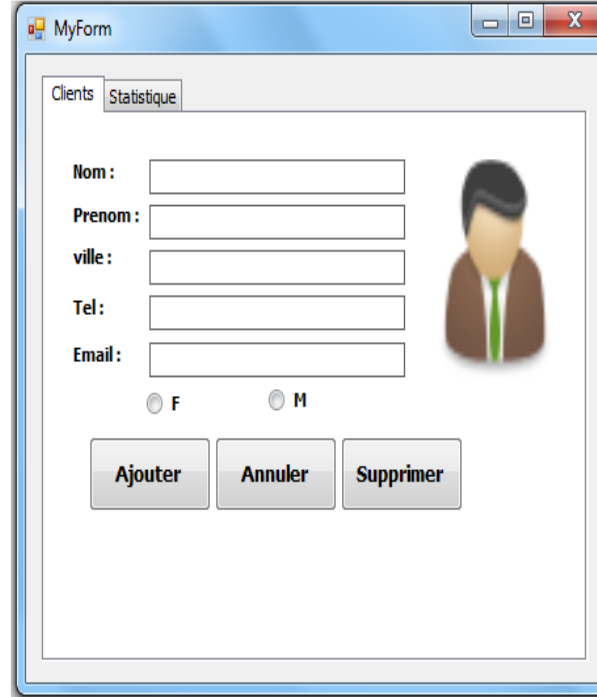 MyForm
Clients Statistique
Nom :
Prenom :
ville :
Tel :
Email :
F M
Ajouter Annuler Supprimer